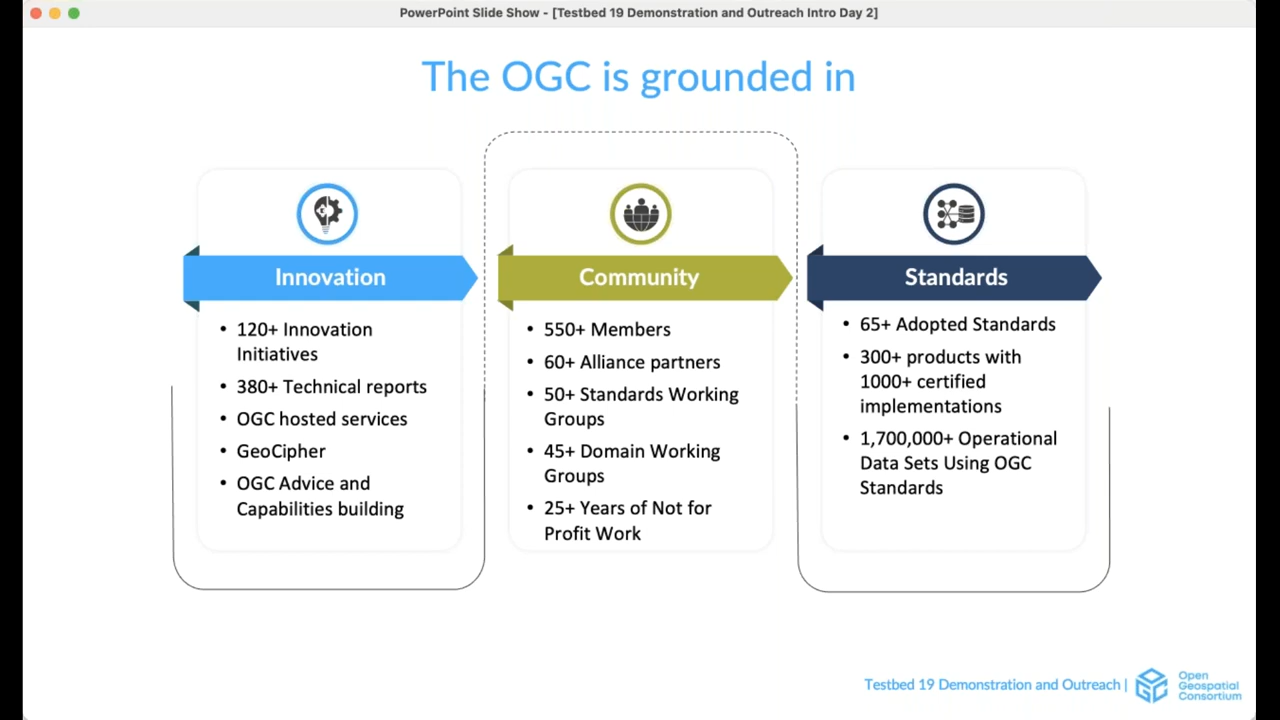 PowerPoint Slide Show - [Testbed 19 Demonstration and Outreach Intro Day 2]
The OGC is grounded in
Innovation
• 120+ Innovation
Initiatives
• 380+ Technical reports
• OGC hosted services
• GeoCipher
• OGC Advice and
Capabilities building
Community
• 550+ Members
• 60+ Alliance partners
• 50+ Standards Working
Groups
• 45+ Domain Working
Groups
• 25+ Years of Not for
Profit Work
Standards
• 65+ Adopted Standards
• 300+ products with
1000+ certified
implementations
• 1,700,000+ Operational
Data Sets Using OGC
Standards
Testbed 19 Demonstration and Outreach |
OGC
Open
Geospatial
Consortium